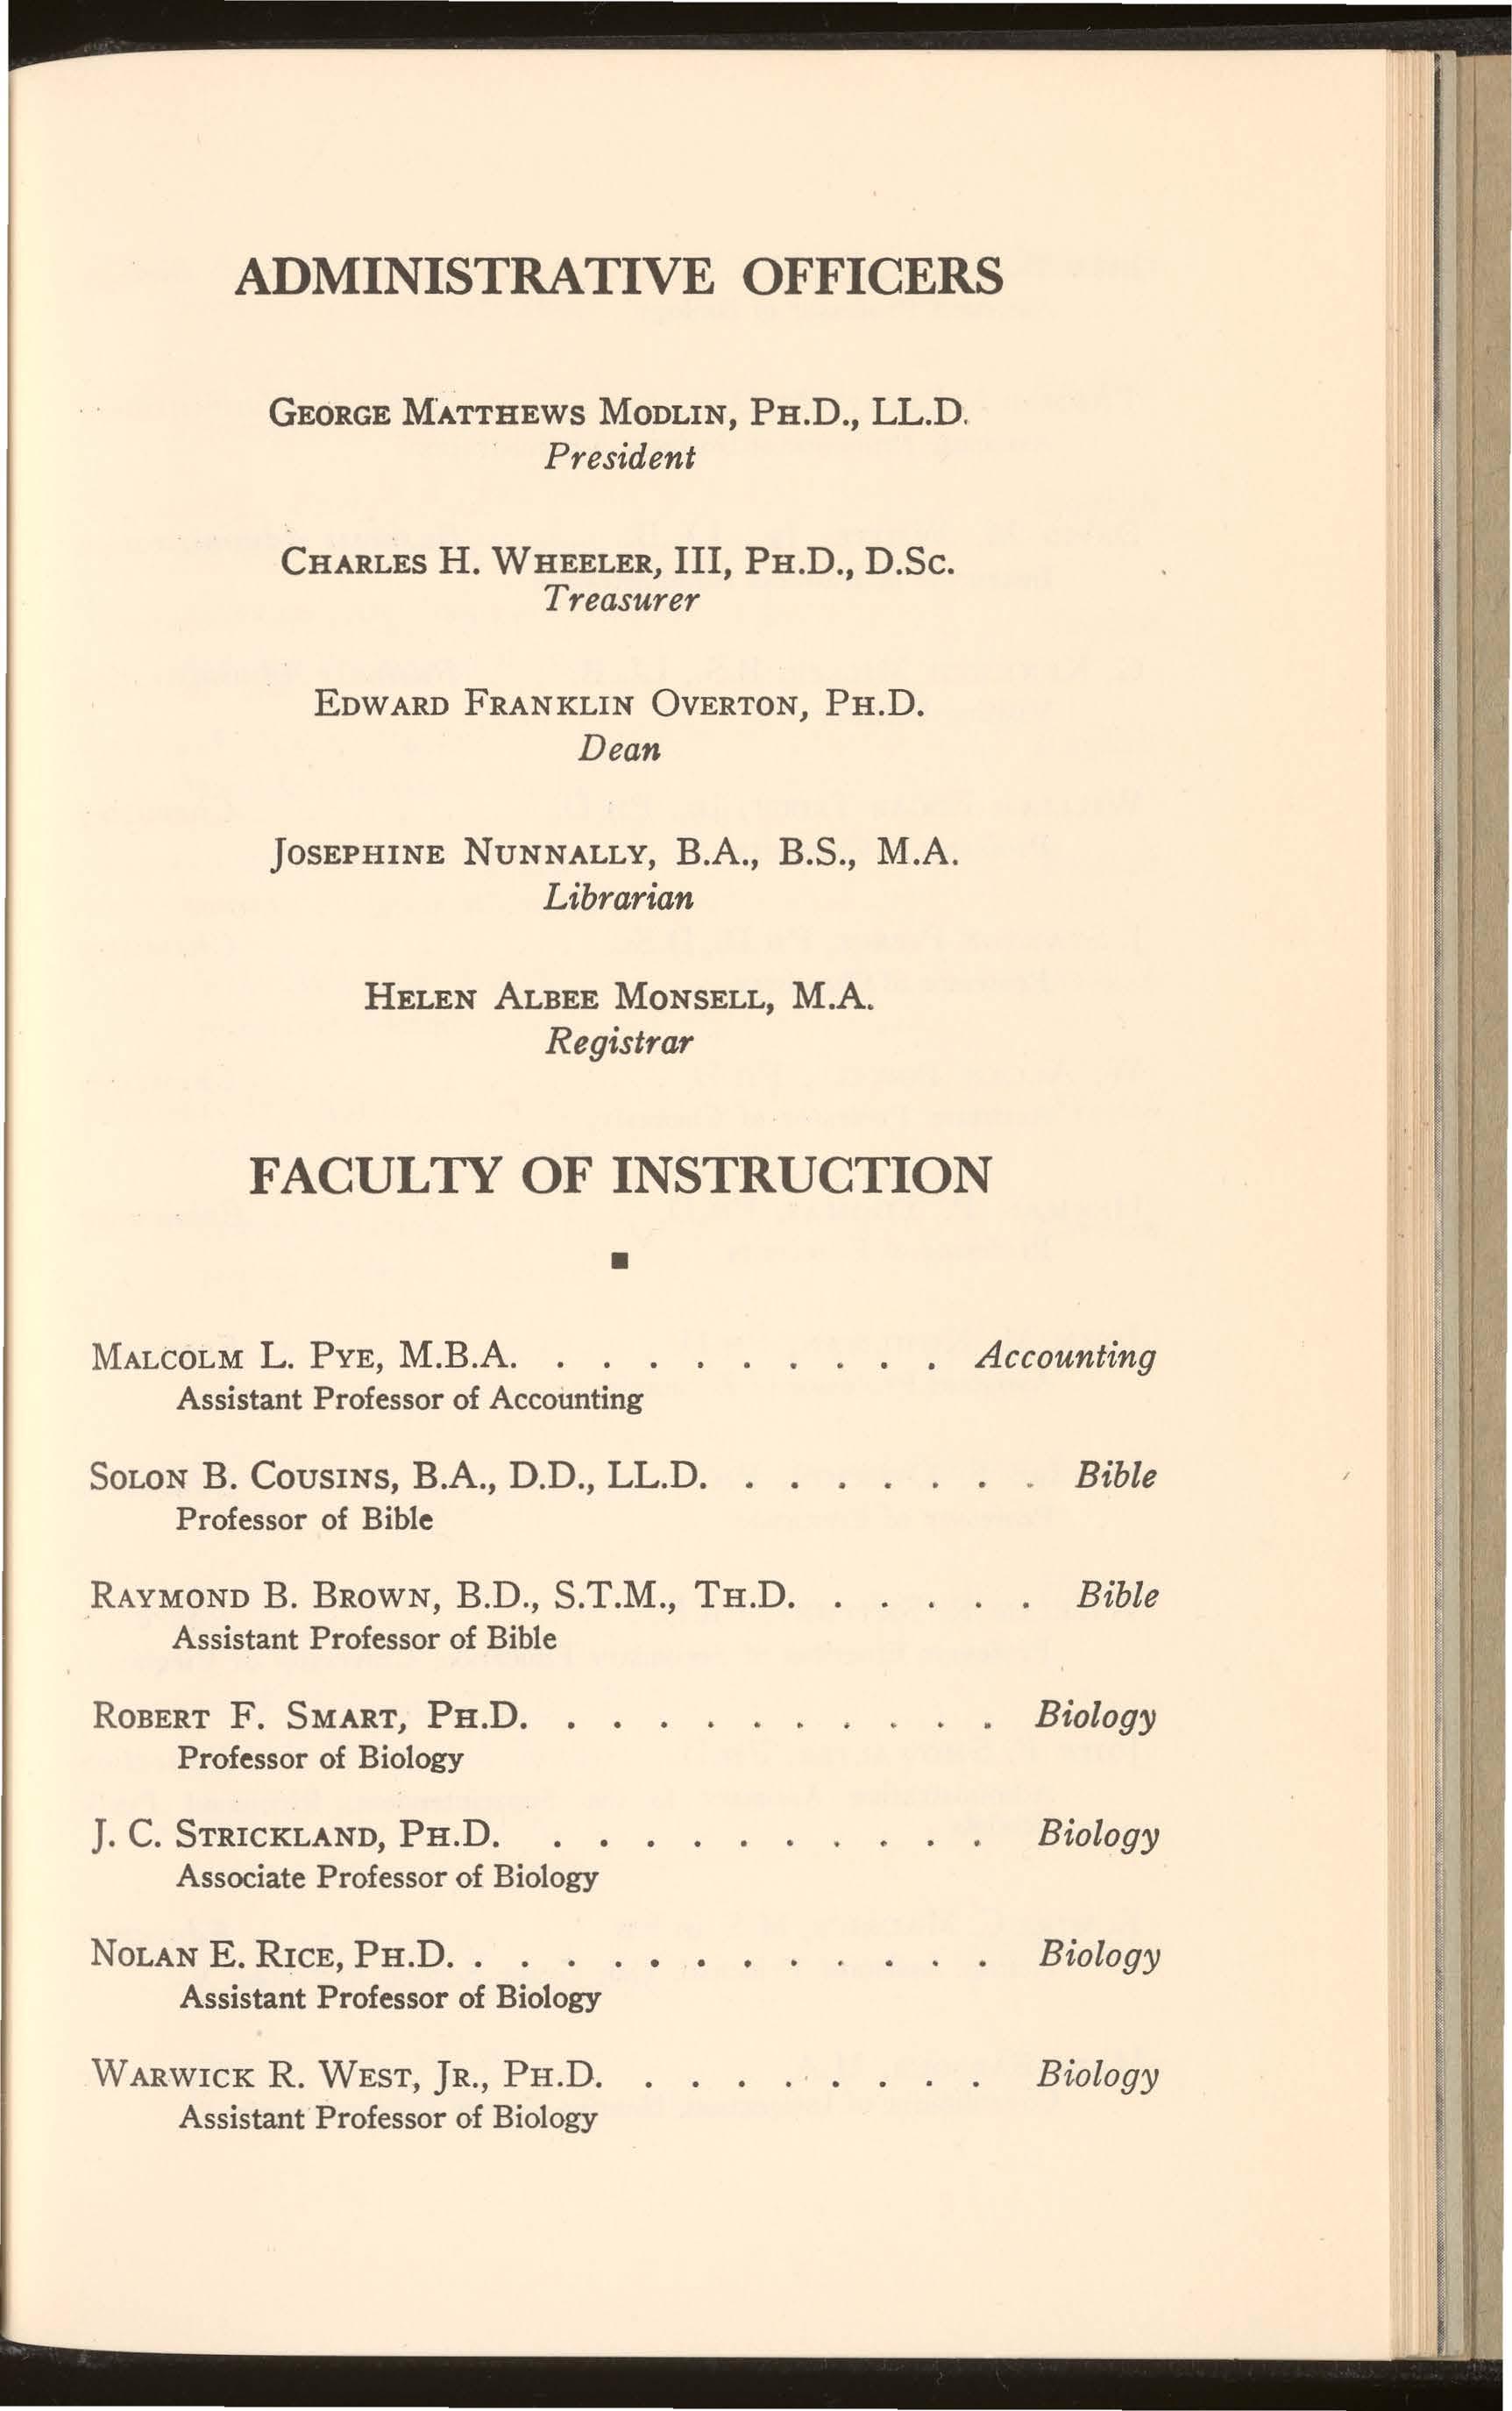 ADMINISTRATIVE OFFICERS
GEORGE MATTHEWS MODLIN, PH.D., LL.D.
President
CHARLES H. WHEELER, III, PH.D., D.SC.
Treasurer
EDWARD FRANKLIN OVERTON, PH.D.
Dean
JOSEPHINE NUNNALLY, B.A., B.S., M.A.
Librarian
HELEN ALBEE MONSELL, M.A.
Registrar
FACULTY OF INSTRUCTION
MALCOLM L. PYE, M.B.A. . . . . . . . . . Accounting
Assistant Professor of Accounting
SOLON B. COUSINS, B.A., D.D., LL.D. . . . . . . . Bible
Professor of Bible
RAYMOND B. BROWN, B.D., S.T.M., TH.D. . . . . . Bible
Assistant Professor of Bible
ROBERT F. SMART, PH.D. . . . . . . . . . . Biology
Professor of Biology
J. C. STRICKLAND, PH.D. . . . . . . . . . . Biology
Associate Professor of Biology
NOLAN E. RICE, PH.D. . . . . . . . . . . . . Biology
Assistant Professor of Biology
WARWICK R. WEST, JR., PH.D. . . . . . . . . Biology
Assistant Professor of Biology